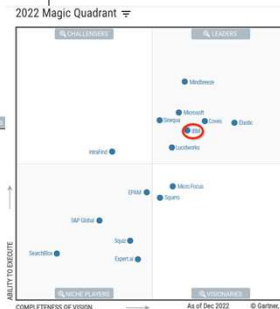 2022 Magic Quadrant
CHALLENGERS
LEADERS
Mindbreeze
Microsoft
Sinequa
Coveo
Elastic
IBM
Lucidworks
IntraFind
Micro Focus
EPAM
Squirro
S&P Global
Squiz
SearchBlox
Expert.ai
ABILITY TO EXECUTE
NICHE PLAYERS
VISIONARIES
COMPLETENESS OF VISION
As of Dec 2022
© Gartner,